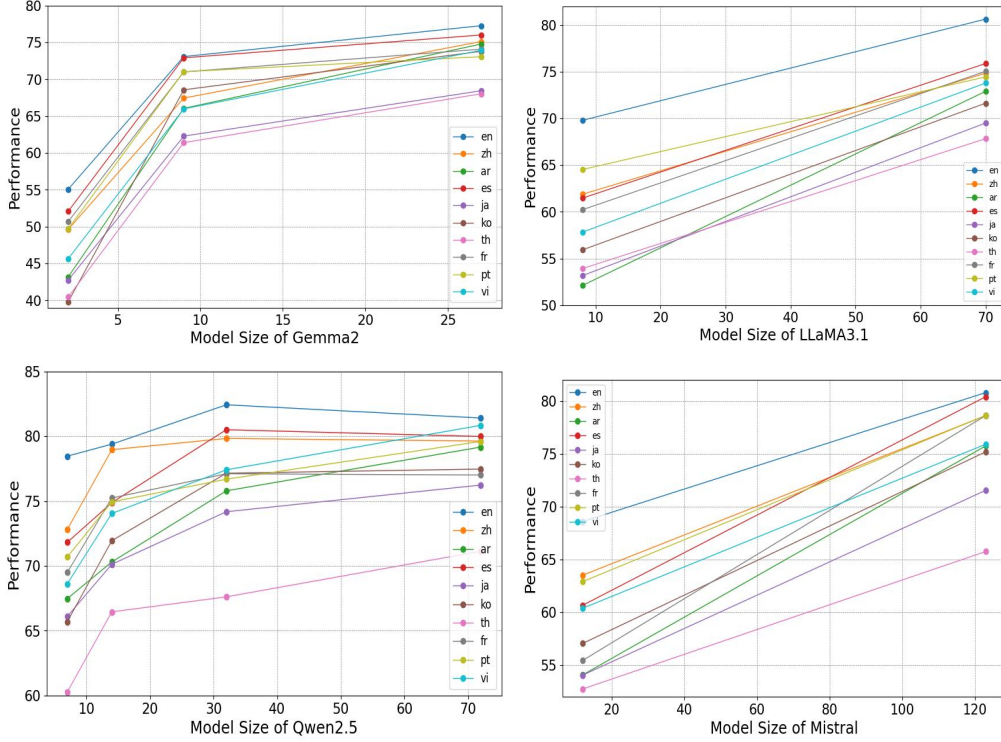 80
75
70
65
60
55
50
45
40
Performance
5
10
15
20
25
Model Size of Gemma2
en
zh
ar
es
ja
ko
th
fr
pt
vi
80
75
70
65
60
55
50
Performance
10
20
30
40
50
60
70
Model Size of LLaMA3.1
en
zh
ar
es
ja
ko
th
fr
pt
vi
85
80
75
70
65
60
Performance
10
20
30
40
50
60
70
Model Size of Qwen2.5
en
zh
ar
es
ja
ko
th
fr
pt
vi
80
75
70
65
60
55
Performance
20
40
60
80
100
120
Model Size of Mistral
en
zh
ar
es
ja
ko
th
fr
pt
vi